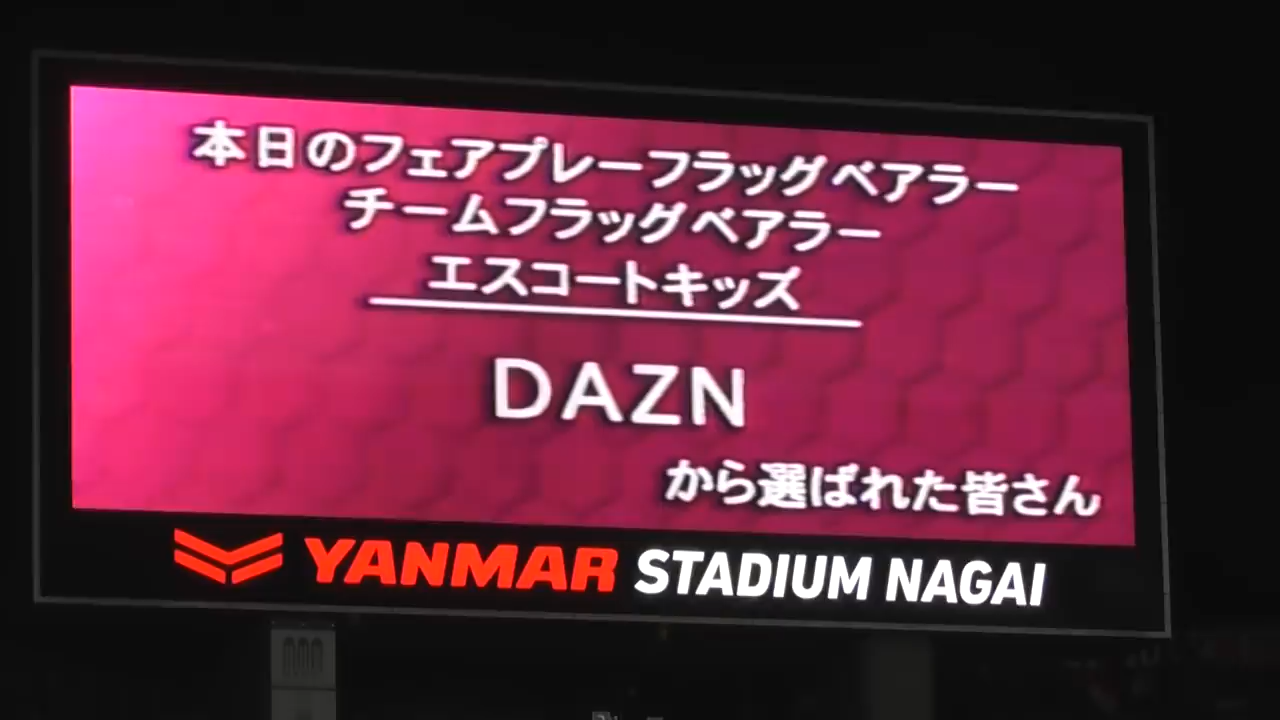 本日のフェアプレーフラッグベアラー
チームフラッグベアラー
エスコートキッズ
DAZN
から選ばれた皆さん
YANMAR STADIUM NAGAI